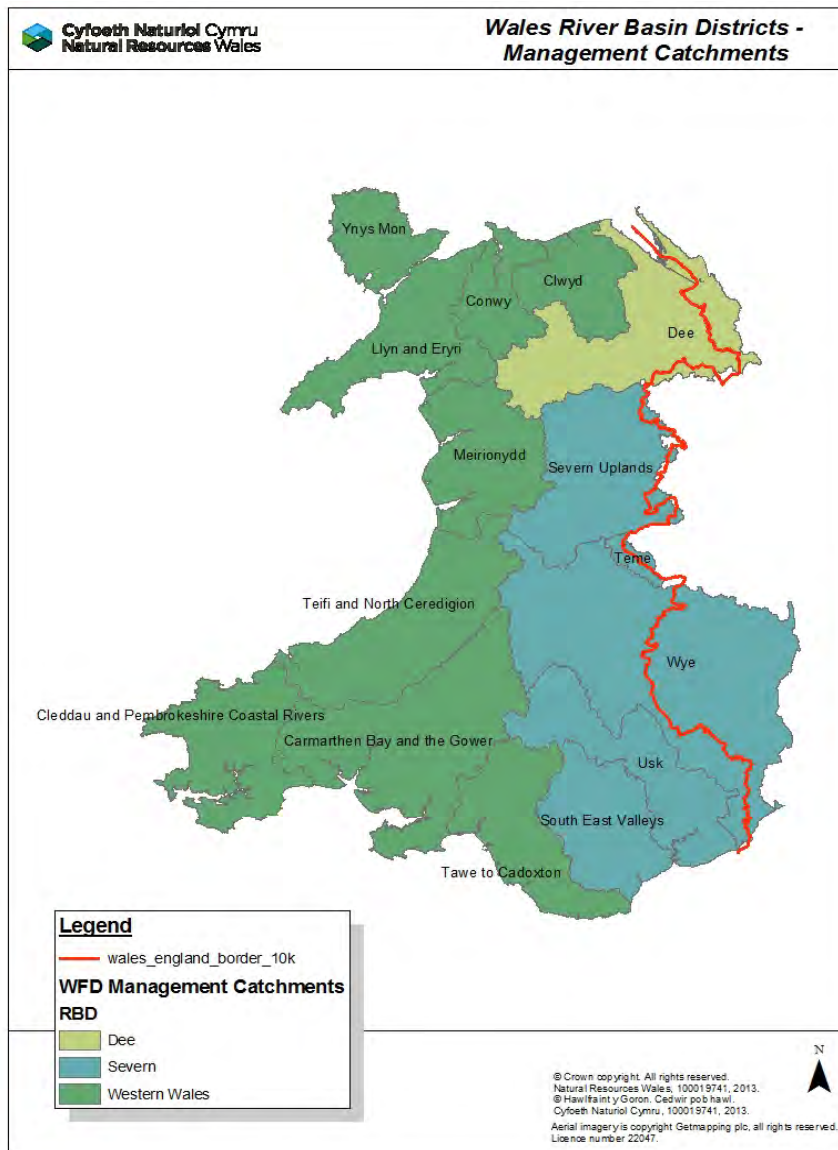 Cyfoeth Naturiol Cymru
Natural Resources Wales
Wales River Basin Districts -
Management Catchments
Ynys Mon
Clwyd
Conwy
Dee
Llyn and Eryri
Meirionydd
Severn Uplands
Teme
Teifi and North Ceredigion
Wye
Cleddau and Pembrokeshire Coastal Rivers
Carmarthen Bay and the Gower
Usk
South East Valleys
Tawe to Cadoxton
Legend
wales_england_border_10k
WFD Management Catchments
RBD
Dee
Severn
Western Wales
N
© Crown copyright. All rights reserved.
Natural Resources Wales, 100019741, 2013.
© Hawlfraint y Goron. Cedwir pob hawl.
Cyfoeth Naturiol Cymru, 100019741, 2013.
Aerial imagery is copyright Getmapping plc, all rights reserved.
Licence number 22047.